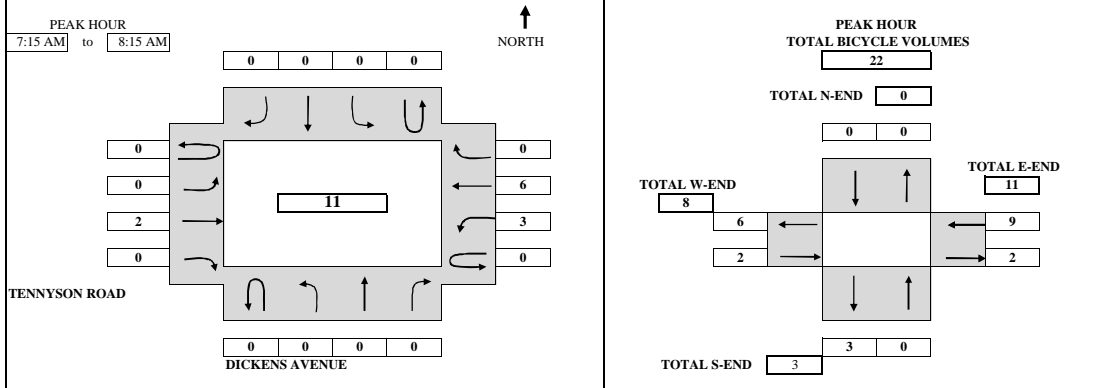 PEAK HOUR
7:15 AM to 8:15 AM
NORTH
0 0 0 0
0 0
0 6
11
2 3
0 0
TENNYSON ROAD
0 0 0 0
DICKENS AVENUE
PEAK HOUR
TOTAL BICYCLE VOLUMES
22
TOTAL N-END 0
0 0
TOTAL E-END
11
TOTAL W-END
8
6 9
2 2
3 0
TOTAL S-END 3